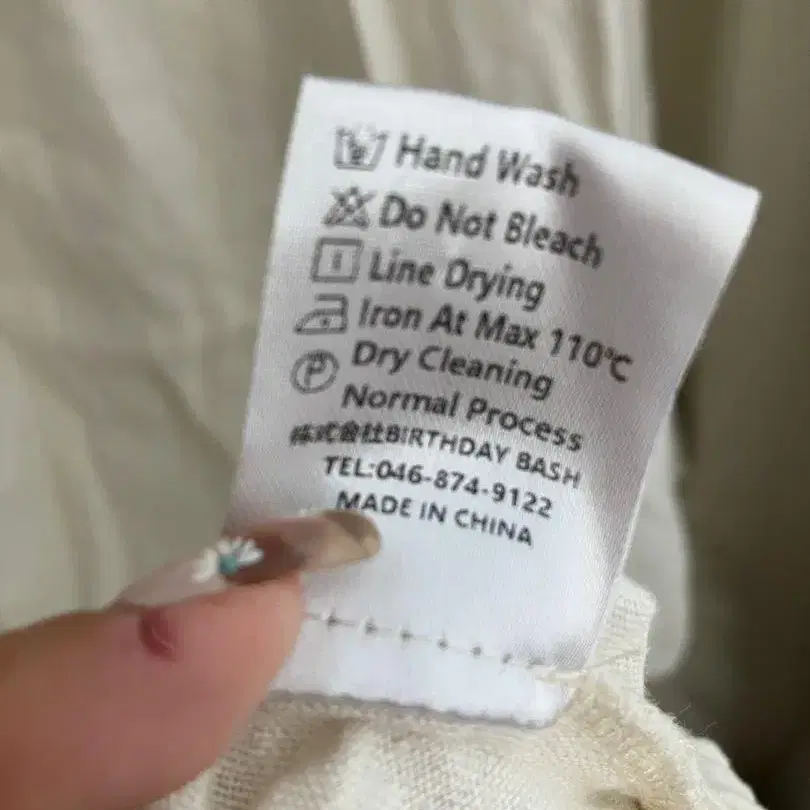 Hand Wash
Do Not Bleach
Line Drying
Iron At Max 110℃
P Dry Cleaning
Normal Process
株式会社BIRTHDAY BASH
TEL:046-874-9122
MADE IN CHINA